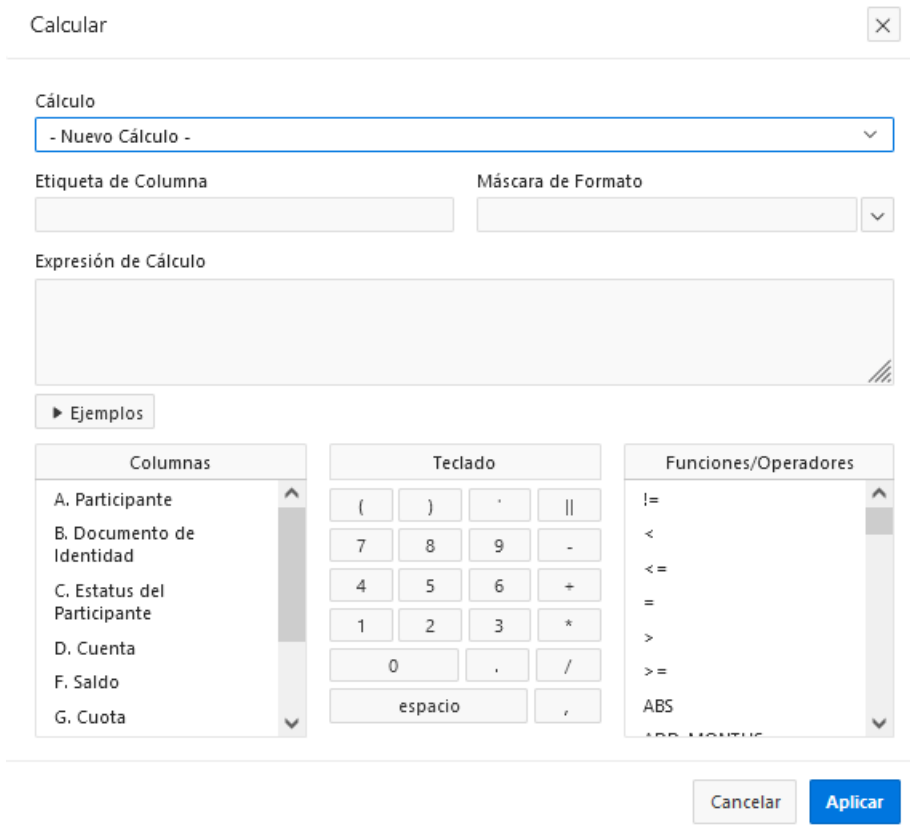 Calcular
Cálculo
- Nuevo Cálculo -
Etiqueta de Columna
Máscara de Formato
Expresión de Cálculo
Ejemplos
Columnas
A. Participante
B. Documento de
Identidad
C. Estatus del
Participante
D. Cuenta
F. Saldo
G. Cuota
Teclado
( ) ' ||
7 8 9 -
4 5 6 +
1 2 3 *
0 . /
espacio ,
Funciones/Operadores
!=
<
<=
=
>
>=
ABS
ADD_MONTHS
Cancelar
Aplicar